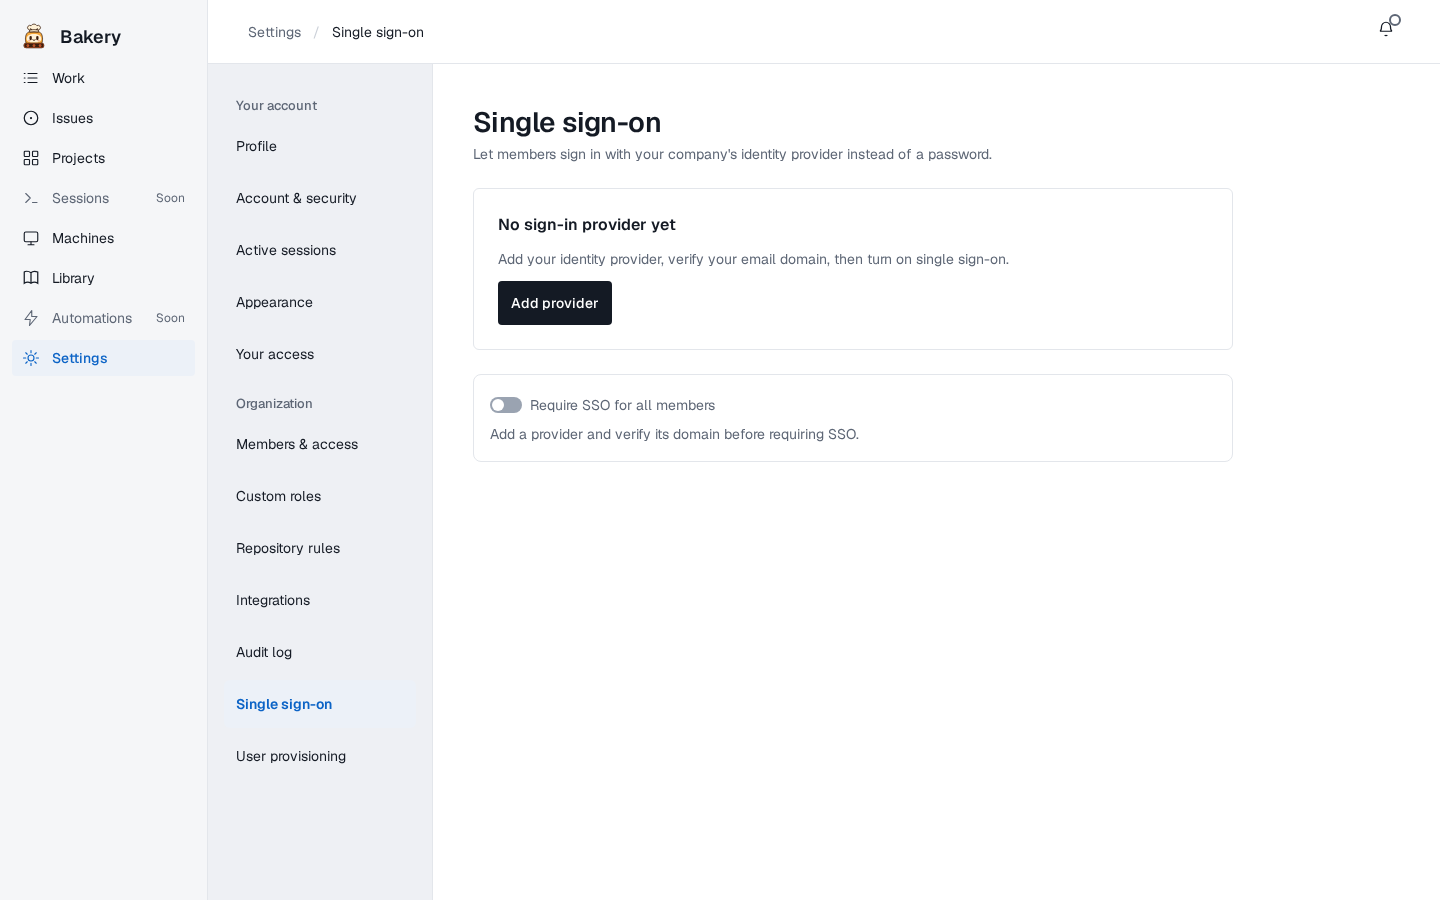 Bakery
Work
Issues
Projects
Sessions Soon
Machines
Library
Automations Soon
Settings
Settings / Single sign-on
Your account
Profile
Account & security
Active sessions
Appearance
Your access
Organization
Members & access
Custom roles
Repository rules
Integrations
Audit log
Single sign-on
User provisioning
Single sign-on
Let members sign in with your company's identity provider instead of a password.
No sign-in provider yet
Add your identity provider, verify your email domain, then turn on single sign-on.
Add provider
Require SSO for all members
Add a provider and verify its domain before requiring SSO.